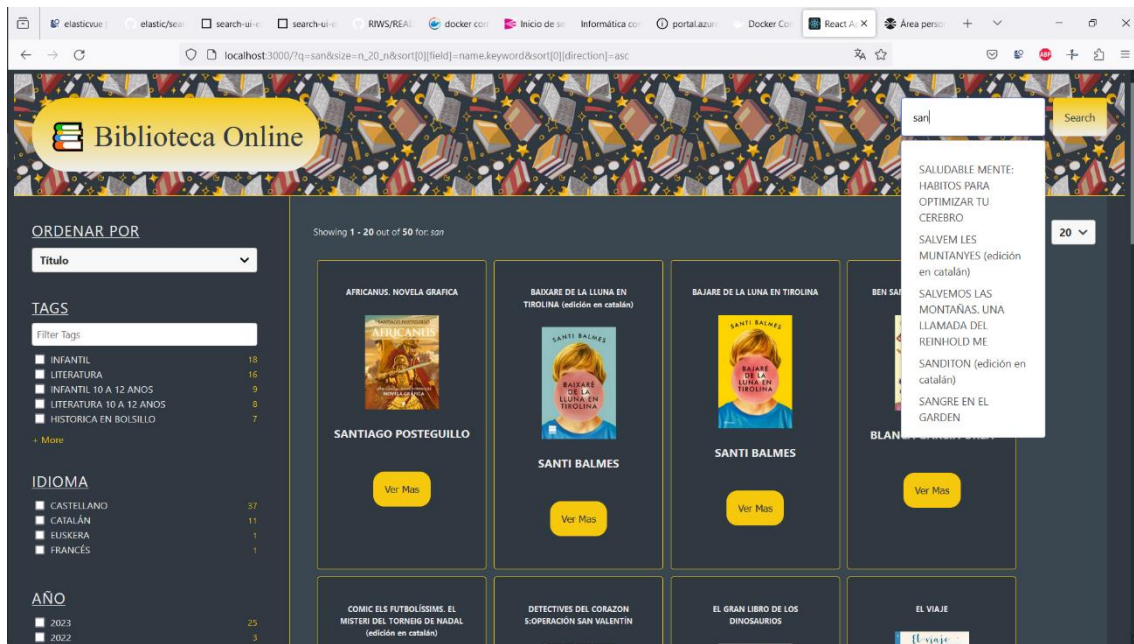 elasticvue
elastic/sea
search-ui-e
search-ui-e
RIWS/REAL
docker com
Inicio de se
Informática co
portal.azur
Docker Co
React A
Área perso
localhost:3000/?q=san&size=n_20_n&sort[0][field]=name.keyword&sort[0][direction]=asc
Biblioteca Online
san
Search
SALUDABLE MENTE:
HABITOS PARA
OPTIMIZAR TU
CEREBRO
SALVEM LES
MUNTANYES (edición
en catalán)
SALVEMOS LAS
MONTAÑAS. UNA
LLAMADA DEL
REINHOLD ME
SANDITON (edición en
catalán)
SANGRE EN EL
GARDEN
ORDENAR POR
Título
TAGS
Filter Tags
INFANTIL 18
LITERATURA 16
INFANTIL 10 A 12 ANOS 9
LITERATURA 10 A 12 ANOS 8
HISTORICA EN BOLSILLO 7
+ More
IDIOMA
CASTELLANO 37
CATALÁN 11
EUSKERA 1
FRANCÉS 1
AÑO
2023 25
2022 3
Showing 1 - 20 out of 50 for: san
20
AFRICANUS. NOVELA GRAFICA
SANTIAGO POSTEGUILLO
AFRICANUS
NOVELA GRÁFICA
SANTIAGO POSTEGUILLO
Ver Mas
BAIXARE DE LA LLUNA EN
TIROLINA (edición en catalán)
SANTI BALMES
BAIXARÉ
DE LA
LLUNA EN
TIROLINA
SANTI BALMES
Ver Mas
BAJARE DE LA LUNA EN TIROLINA
SANTI BALMES
BAJARÉ
DE LA
LUNA EN
TIROLINA
SANTI BALMES
Ver Mas
BEN SA
Ver Mas
COMIC ELS FUTBOLÍSSIMS. EL
MISTERI DEL TORNEIG DE NADAL
(edición en catalán)
DETECTIVES DEL CORAZON
5:OPERACIÓN SAN VALENTÍN
EL GRAN LIBRO DE LOS
DINOSAURIOS
EL VIAJE
El viaje